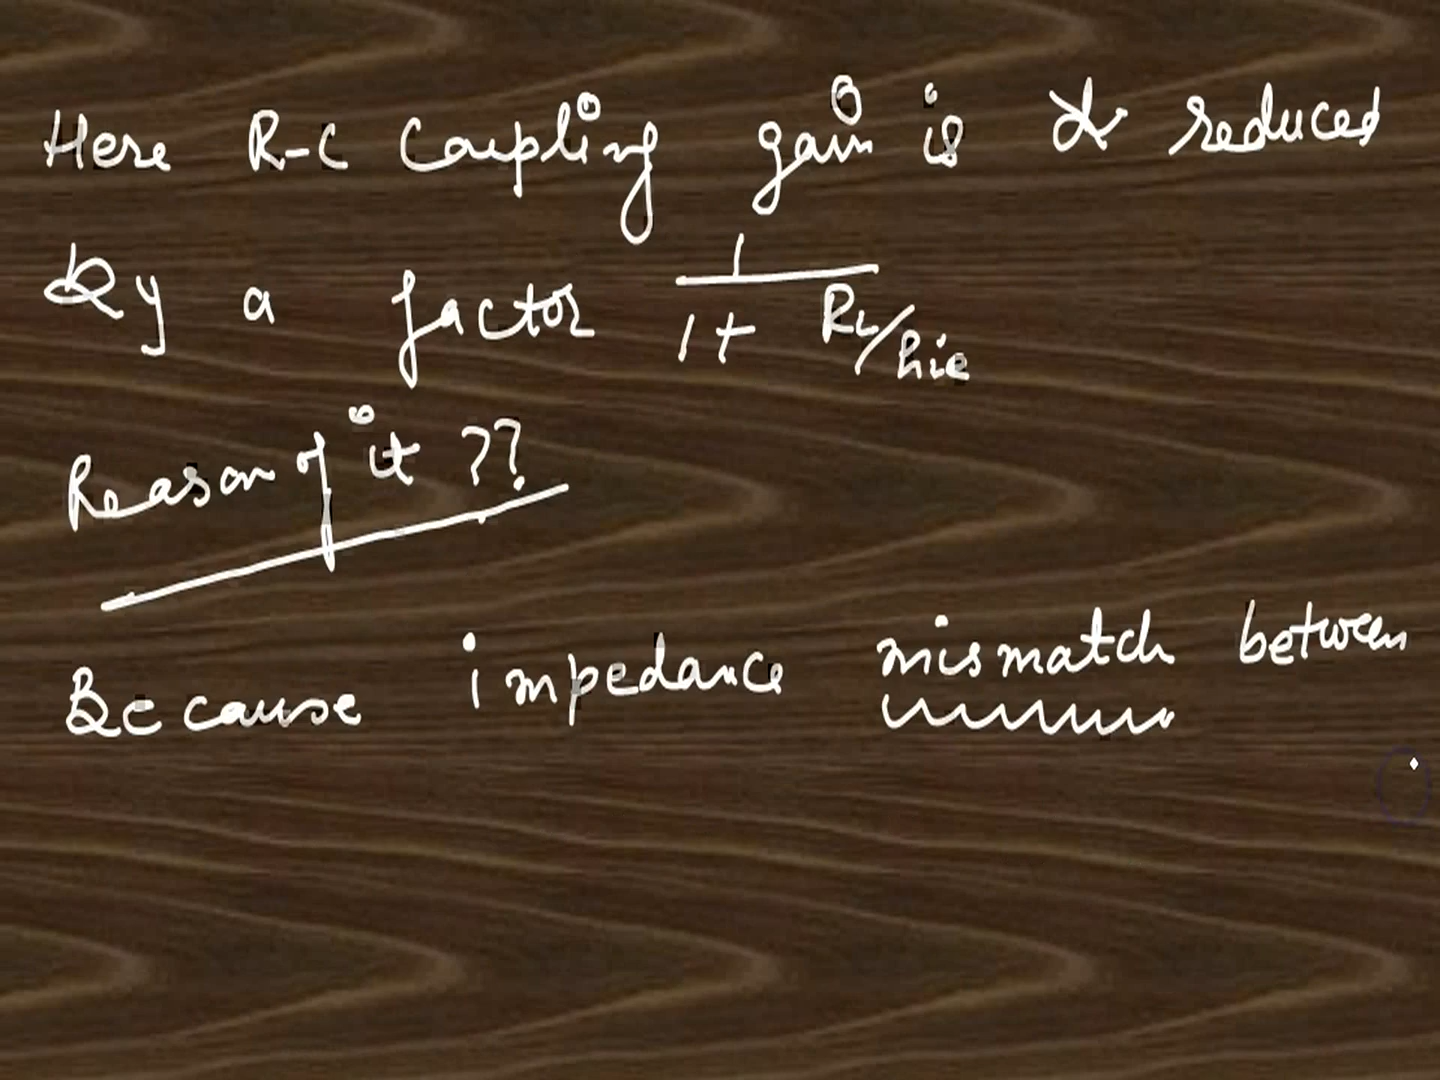 Here R-C Coupling gain is reduced
By a factor 1/(1+ RL/hie)
Reason of it ??
Because impedance mismatch between